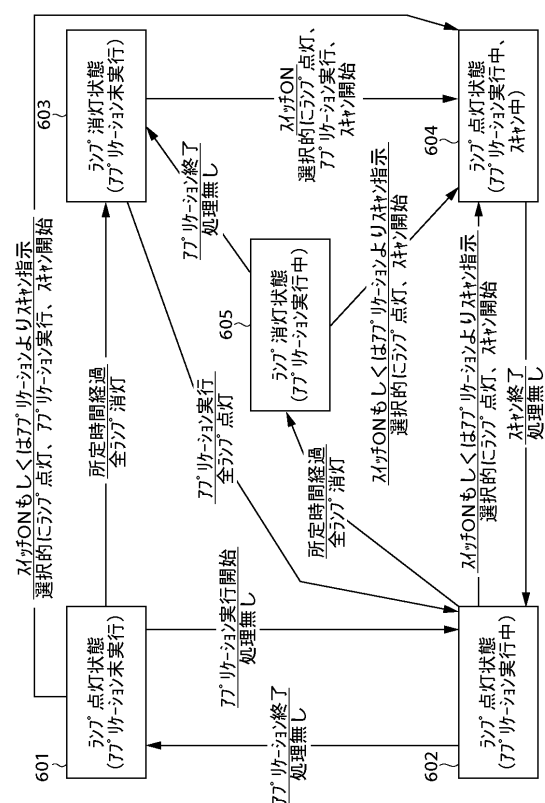 スイッチONもしくはアプリケーションよりスキャン指示
選択的にランプ点灯、アプリケーション実行、スキャン開始
601
ランプ点灯状態
(アプリケーション未実行)
所定時間経過
全ランプ消灯
603
ランプ消灯状態
(アプリケーション未実行)
アプリケーション終了
処理無し
アプリケーション実行開始
処理無し
アプリケーション実行
全ランプ点灯
アプリケーション終了
処理無し
スイッチON
選択的にランプ点灯、
アプリケーション実行、
スキャン開始
605
ランプ消灯状態
(アプリケーション実行中)
所定時間経過
全ランプ消灯
スイッチONもしくはアプリケーションよりスキャン指示
選択的にランプ点灯、スキャン開始
602
ランプ点灯状態
(アプリケーション実行中)
スイッチONもしくはアプリケーションよりスキャン指示
選択的にランプ点灯、スキャン開始
スキャン終了
処理無し
604
ランプ点灯状態
(アプリケーション実行中、
スキャン中)